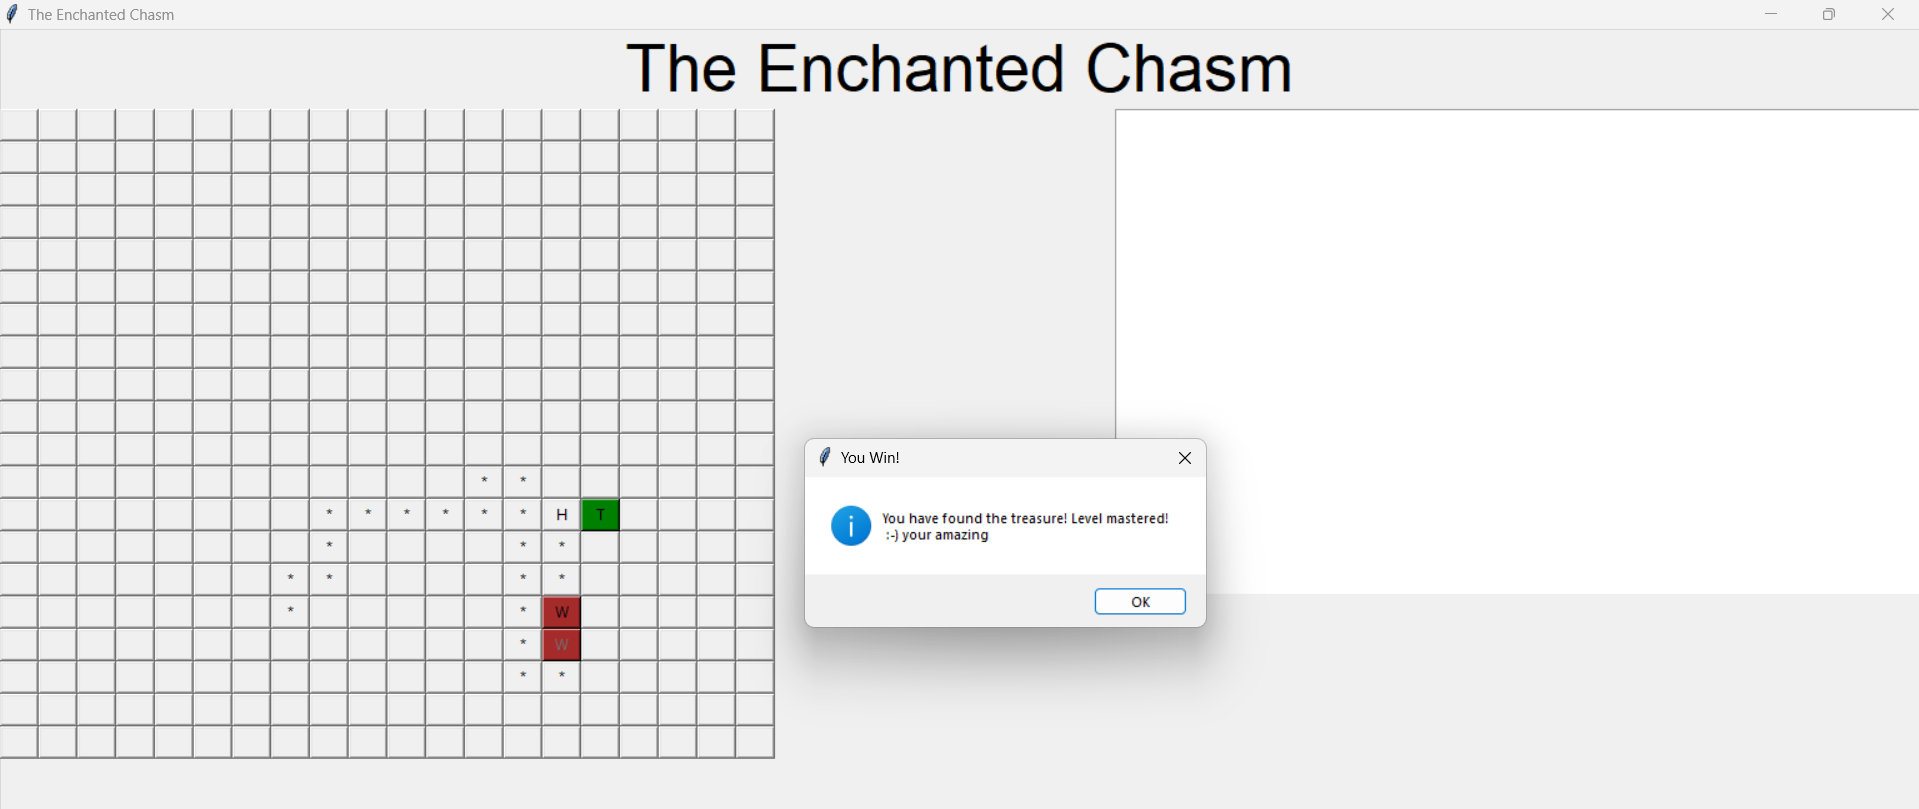 The Enchanted Chasm
The Enchanted Chasm
You Win!
* *
* * * * * * H T
* * *
* * * *
* * W
* W
* *
You have found the treasure! Level mastered!
:-) your amazing
OK